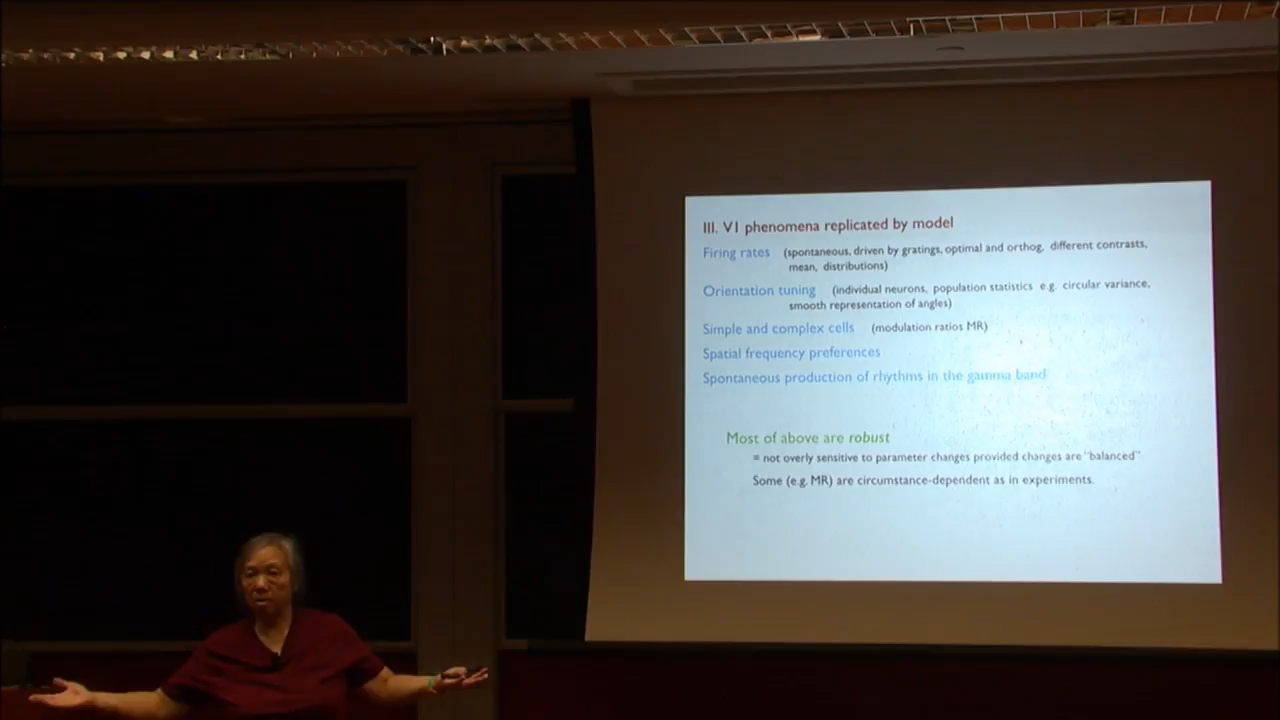 III. V1 phenomena replicated by model
Firing rates (spontaneous, driven by gratings, optimal and orthog, different contrasts,
mean, distributions)
Orientation tuning (individual neurons, population statistics e.g. circular variance,
smooth representation of angles)
Simple and complex cells (modulation ratios MR)
Spatial frequency preferences
Spontaneous production of rhythms in the gamma band
Most of above are robust
= not overly sensitive to parameter changes provided changes are "balanced"
Some (e.g. MR) are circumstance-dependent as in experiments.